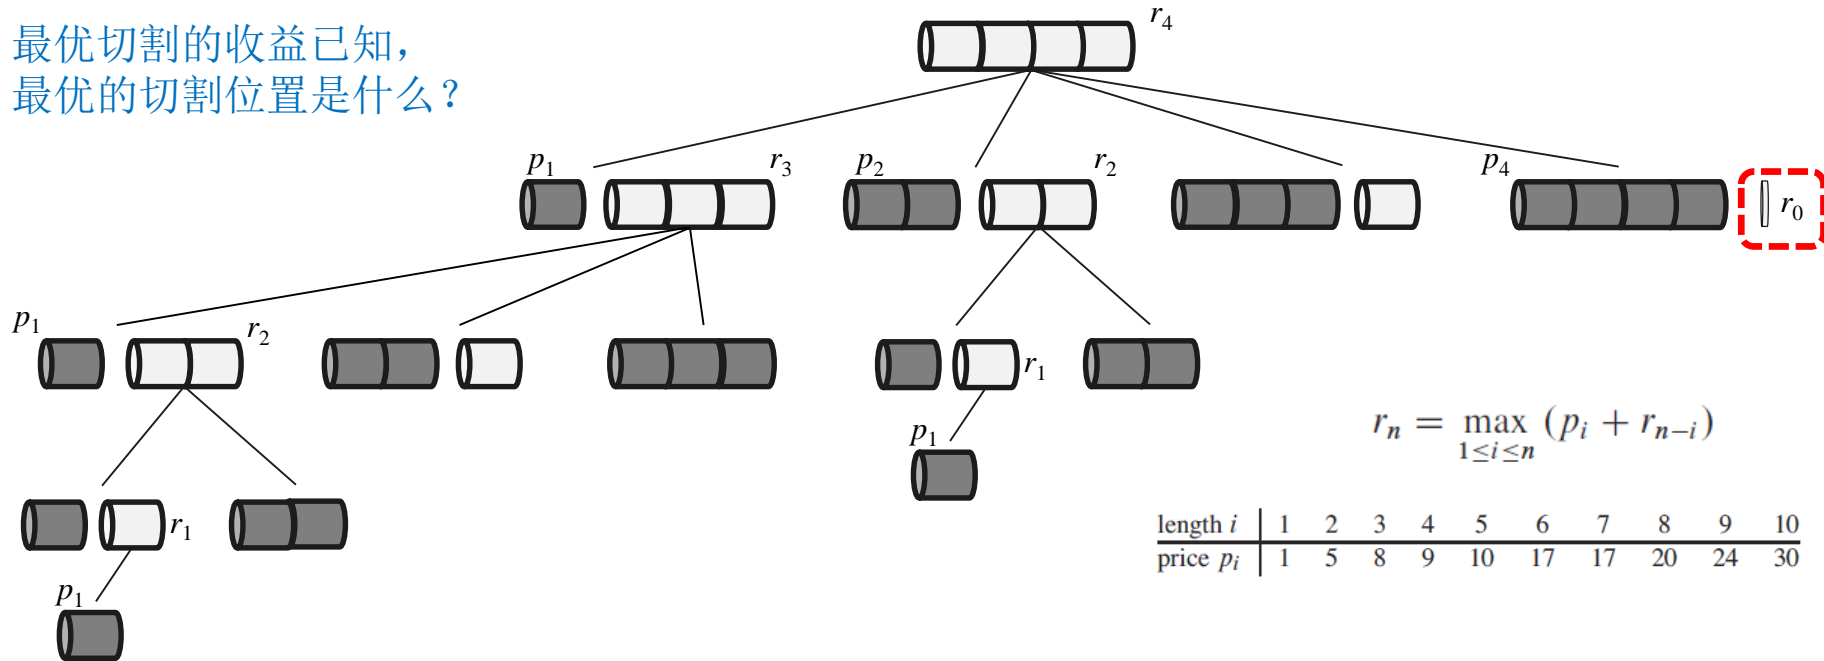 最优切割的收益已知，
最优的切割位置是什么？
r₄
p₁ r₃ p₂ r₂ p₄ r₀
p₁ r₂ r₁
p₁
r₁
p₁
rₙ = max (pᵢ + rₙ₋ᵢ)
1≤i≤n
length i 1 2 3 4 5 6 7 8 9 10
price pᵢ 1 5 8 9 10 17 17 20 24 30